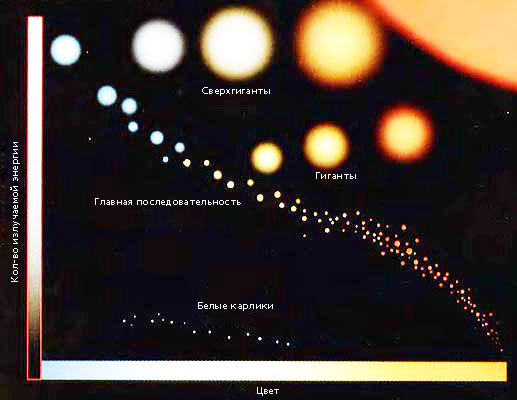 Сверхгиганты
Гиганты
Главная последовательность
Белые карлики
Кол-во излучаемой энергии
Цвет